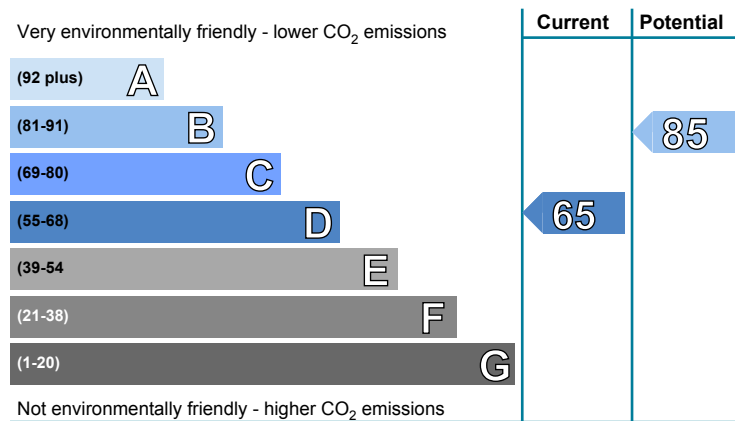 Current Potential
Very environmentally friendly - lower CO2 emissions
(92 plus) A
(81-91) B
85
(69-80) C
(55-68) D
65
(39-54 E
(21-38) F
(1-20) G
Not environmentally friendly - higher CO2 emissions